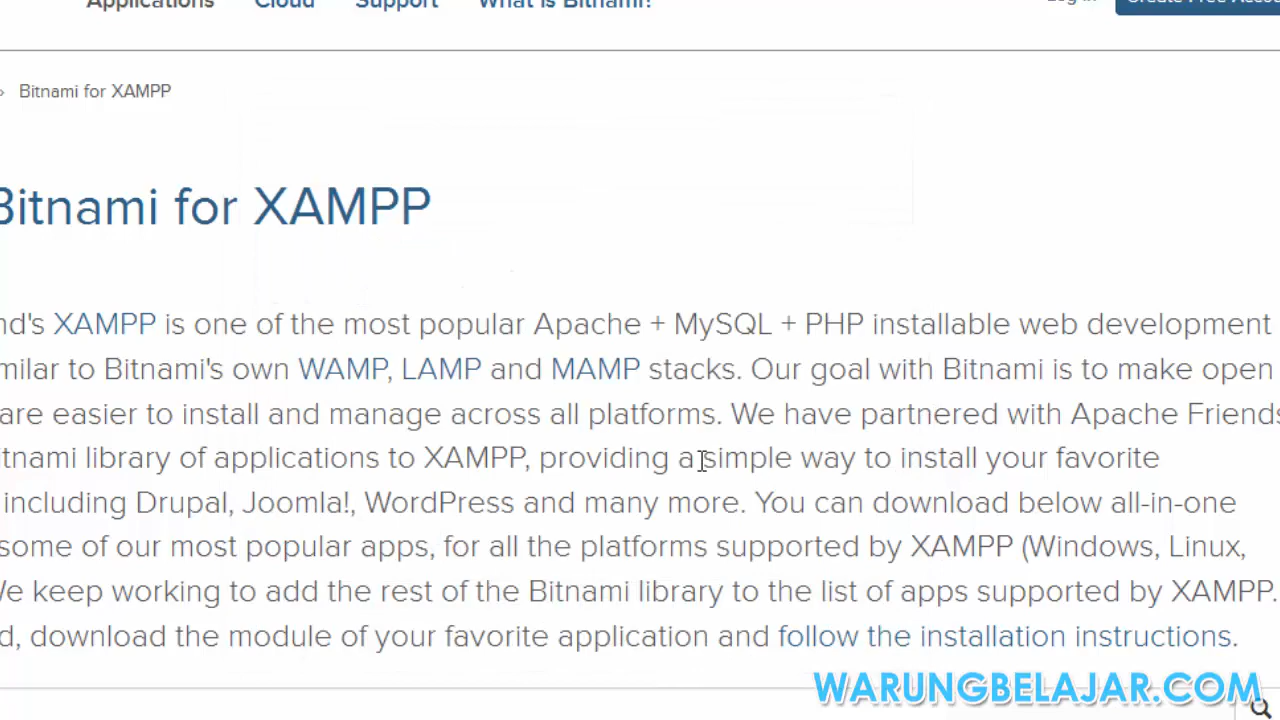 Applications Cloud Support What is Bitnami? Log in Create Free Accou
» Bitnami for XAMPP
Bitnami for XAMPP
nd's XAMPP is one of the most popular Apache + MySQL + PHP installable web development
milar to Bitnami's own WAMP, LAMP and MAMP stacks. Our goal with Bitnami is to make open
are easier to install and manage across all platforms. We have partnered with Apache Friends
tnami library of applications to XAMPP, providing a simple way to install your favorite
including Drupal, Joomla!, WordPress and many more. You can download below all-in-one
some of our most popular apps, for all the platforms supported by XAMPP (Windows, Linux,
We keep working to add the rest of the Bitnami library to the list of apps supported by XAMPP.
d, download the module of your favorite application and follow the installation instructions.
WARUNGBELAJAR.COM